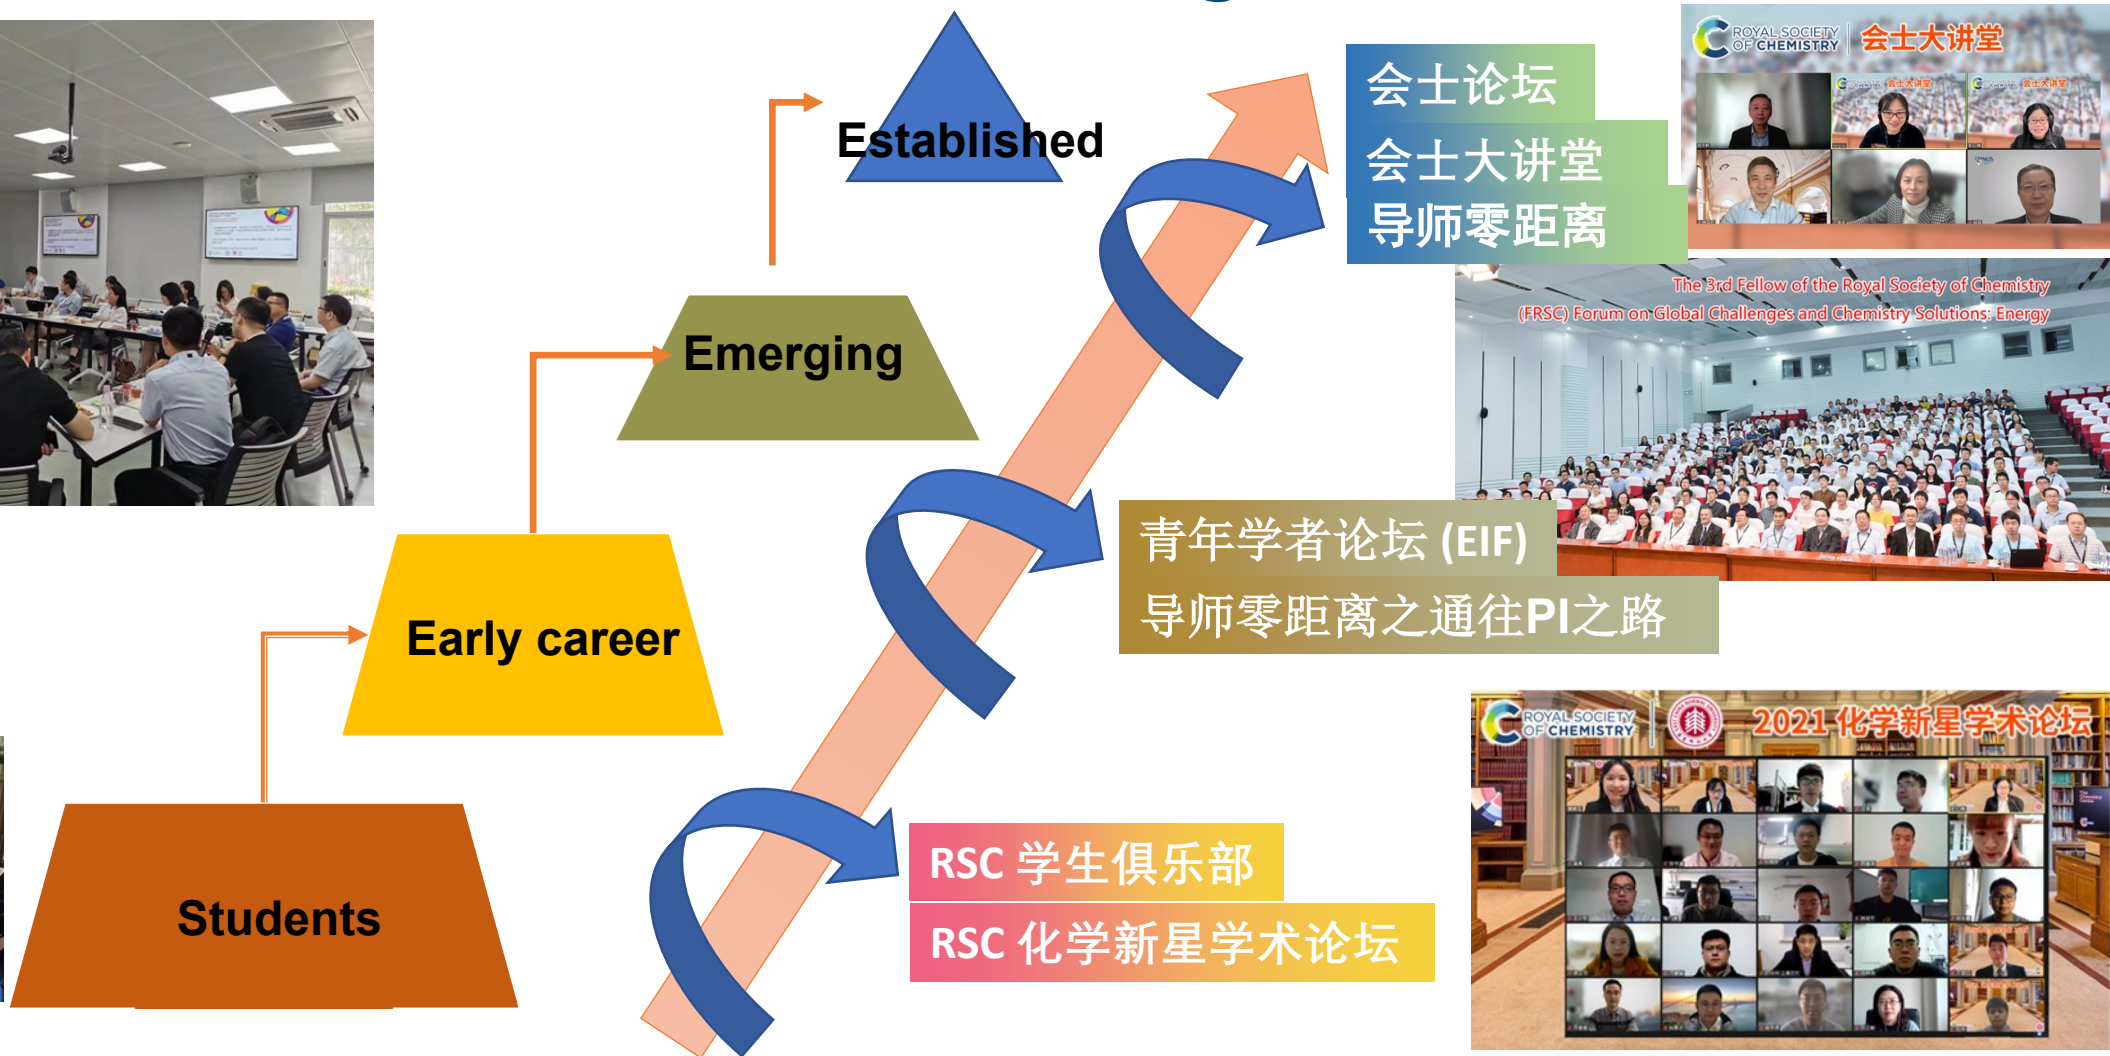 Established
Emerging
Early career
Students
会士论坛
会士大讲堂
导师零距离
青年学者论坛 (EIF)
导师零距离之通往PI之路
RSC 学生俱乐部
RSC 化学新星学术论坛
ROYAL SOCIETY
OF CHEMISTRY
会士大讲堂
The 3rd Fellow of the Royal Society of Chemistry
(FRSC) Forum on Global Challenges and Chemistry Solutions: Energy
ROYAL SOCIETY
OF CHEMISTRY
2021 化学新星学术论坛